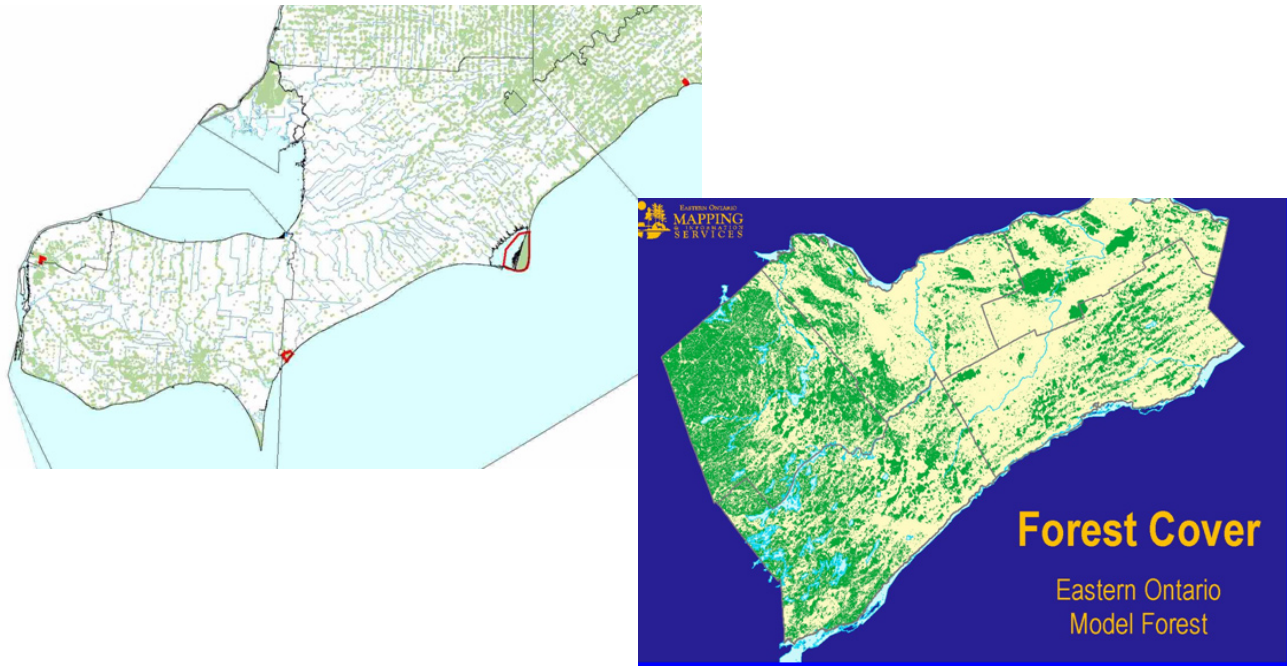 EASTERN ONTARIO
MAPPING
& INFORMATION
SERVICES
Forest Cover
Eastern Ontario
Model Forest